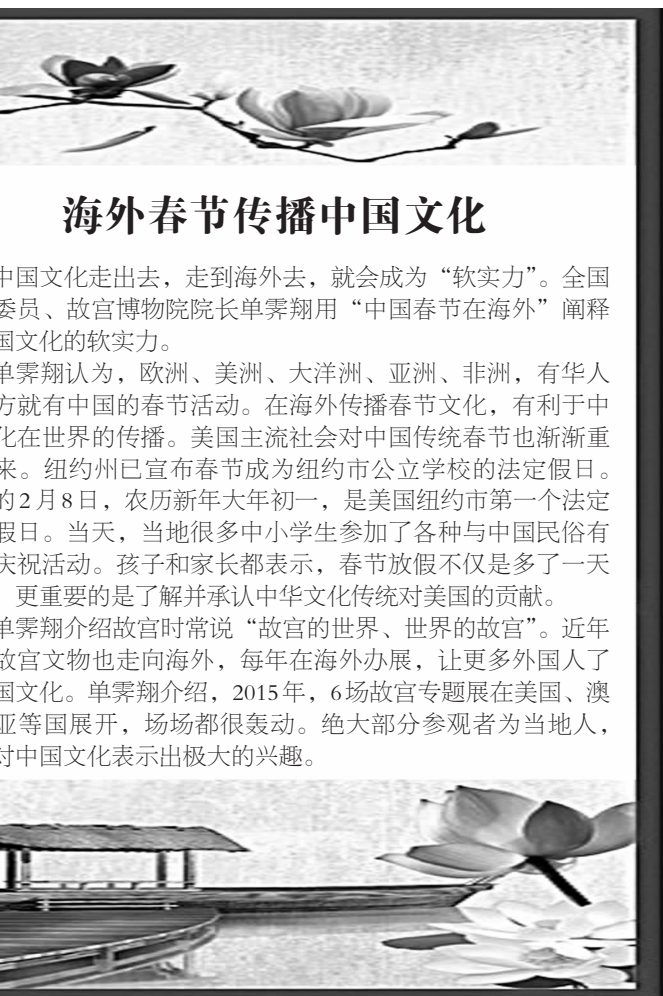 海外春节传播中国文化
中国文化走出去，走到海外去，就会成为“软实力”。全国
委员、故宫博物院院长单霁翔用“中国春节在海外”阐释
国文化的软实力。
单霁翔认为，欧洲、美洲、大洋洲、亚洲、非洲，有华人
方就有中国的春节活动。在海外传播春节文化，有利于中
化在世界的传播。美国主流社会对中国传统春节也渐渐重
来。纽约州已宣布春节成为纽约市公立学校的法定假日。
的2月8日，农历新年大年初一，是美国纽约市第一个法定
假日。当天，当地很多中小学生参加了各种与中国民俗有
庆祝活动。孩子和家长都表示，春节放假不仅是多了一天
，更重要的是了解并承认中华文化传统对美国的贡献。
单霁翔介绍故宫时常说“故宫的世界、世界的故宫”。近年
故宫文物也走向海外，每年在海外办展，让更多外国人了
国文化。单霁翔介绍，2015年，6场故宫专题展在美国、澳
亚等国展开，场场都很轰动。绝大部分参观者为当地人，
对中国文化表示出极大的兴趣。